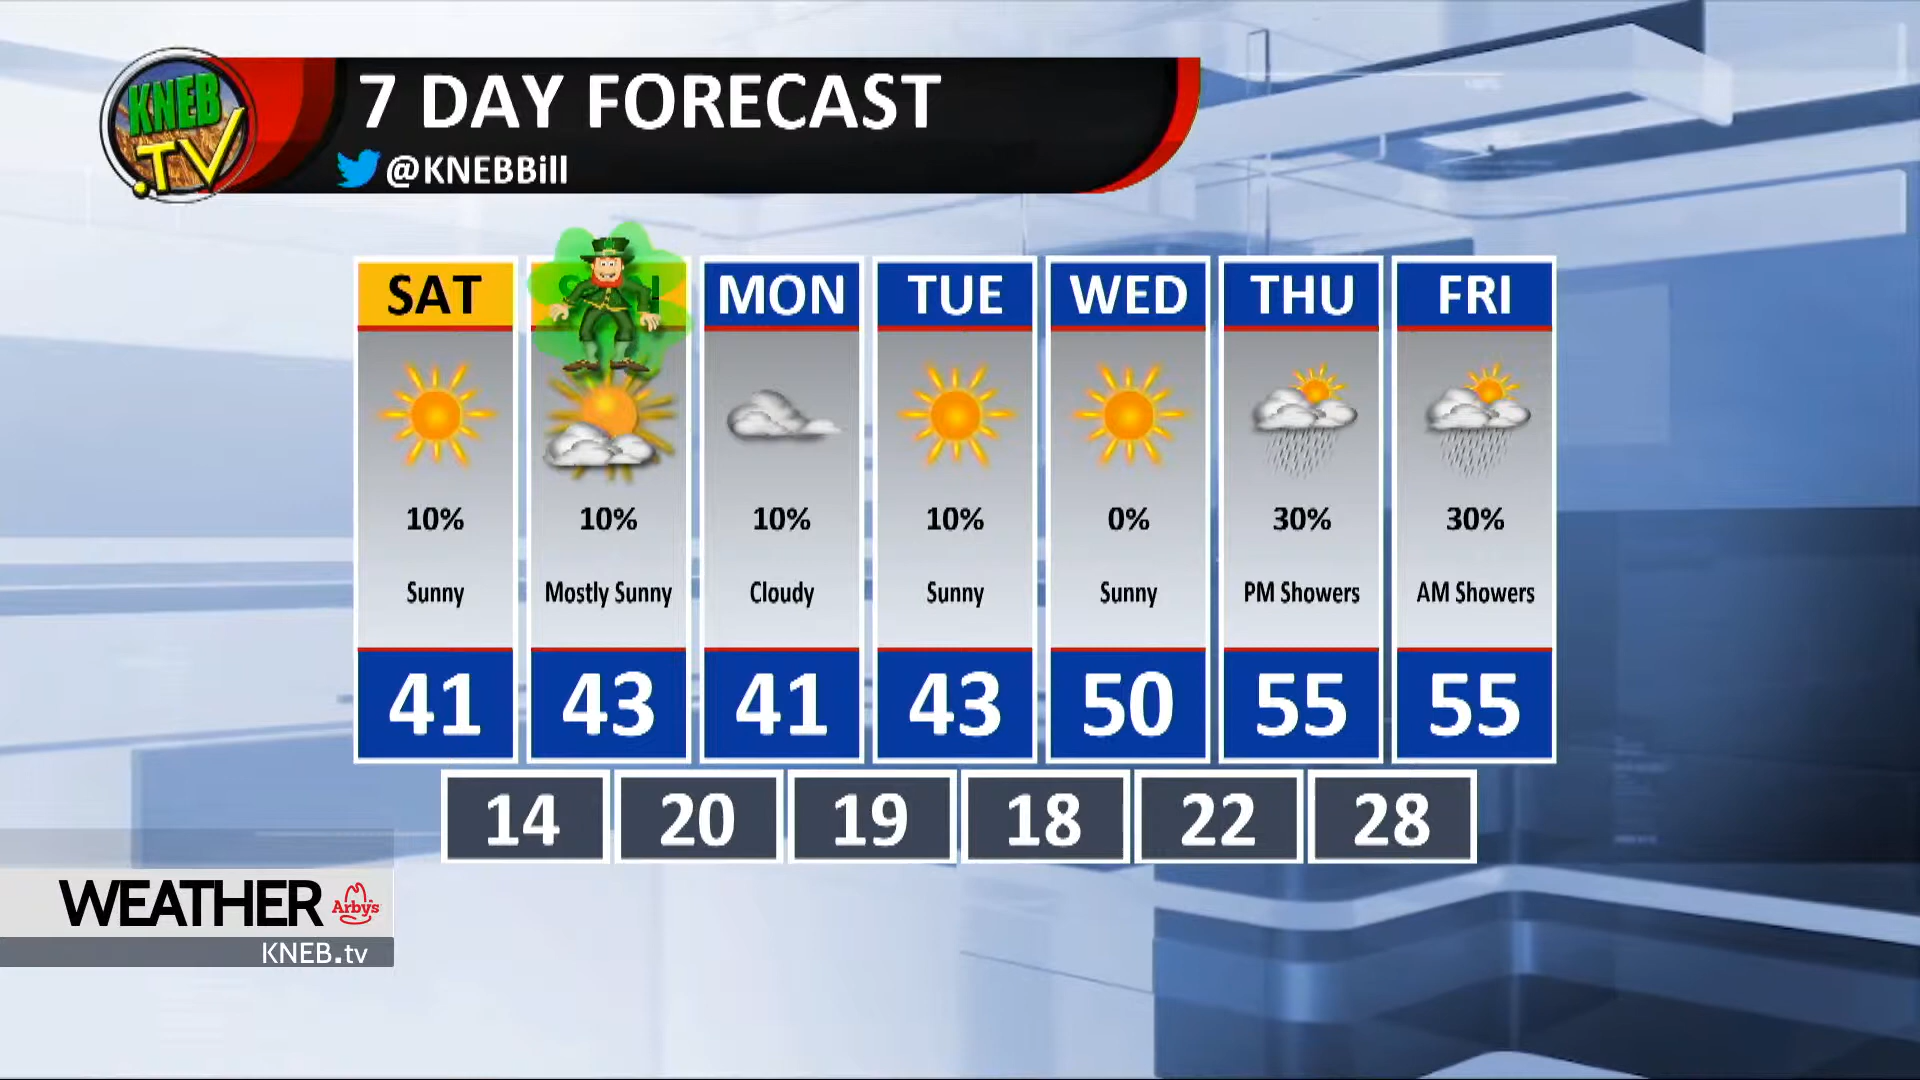 KNEB
.TV
7 DAY FORECAST
@KNEBBill
SAT MON TUE WED THU FRI
10% 10% 10% 10% 0% 30% 30%
Sunny Mostly Sunny Cloudy Sunny Sunny PM Showers AM Showers
41 43 41 43 50 55 55
14 20 19 18 22 28
WEATHER Arby's
KNEB.tv